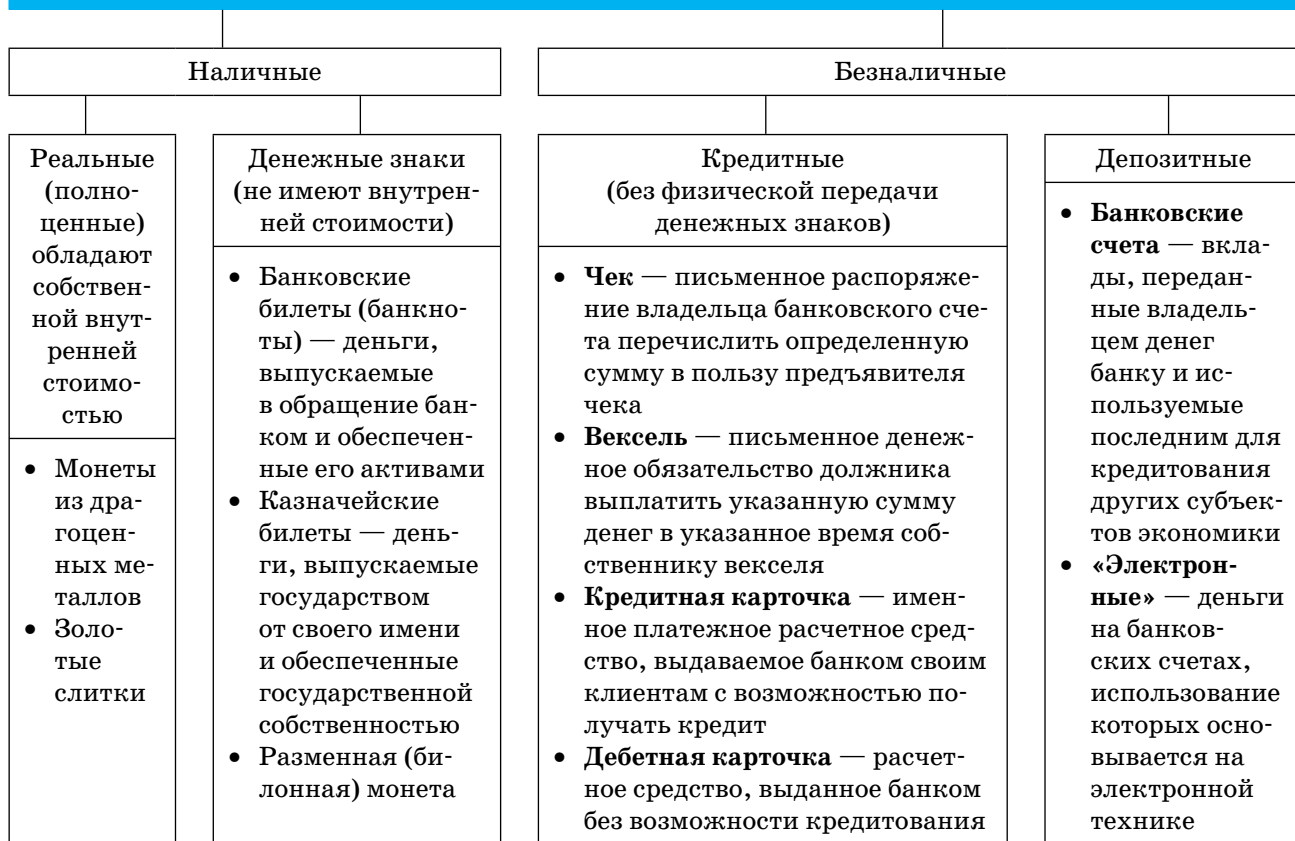 Наличные
Безналичные
Реальные
(полно-
ценные)
обладают
собствен-
ной внут-
ренней
стоимо-
стью
• Монеты
из дра-
гоцен-
ных ме-
таллов
• Золо-
тые
слитки
Денежные знаки
(не имеют внутрен-
ней стоимости)
• Банковские
билеты (банкно-
ты) — деньги,
выпускаемые
в обращение бан-
ком и обеспечен-
ные его активами
• Казначейские
билеты — день-
ги, выпускаемые
государством
от своего имени
и обеспеченные
государственной
собственностью
• Разменная (би-
лонная) монета
Кредитные
(без физической передачи
денежных знаков)
• Чек — письменное распоряже-
ние владельца банковского сче-
та перечислить определенную
сумму в пользу предъявителя
чека
• Вексель — письменное денеж-
ное обязательство должника
выплатить указанную сумму
денег в указанное время соб-
ственнику векселя
• Кредитная карточка — имен-
ное платежное расчетное сред-
ство, выдаваемое банком своим
клиентам с возможностью по-
лучать кредит
• Дебетная карточка — расчет-
ное средство, выданное банком
без возможности кредитования
Депозитные
• Банковские
счета — вкла-
ды, передан-
ные владель-
цем денег
банку и ис-
пользуемые
последним для
кредитования
других субъек-
тов экономики
• «Электрон-
ные» — деньги
на банков-
ских счетах,
использование
которых осно-
вывается на
электронной
технике